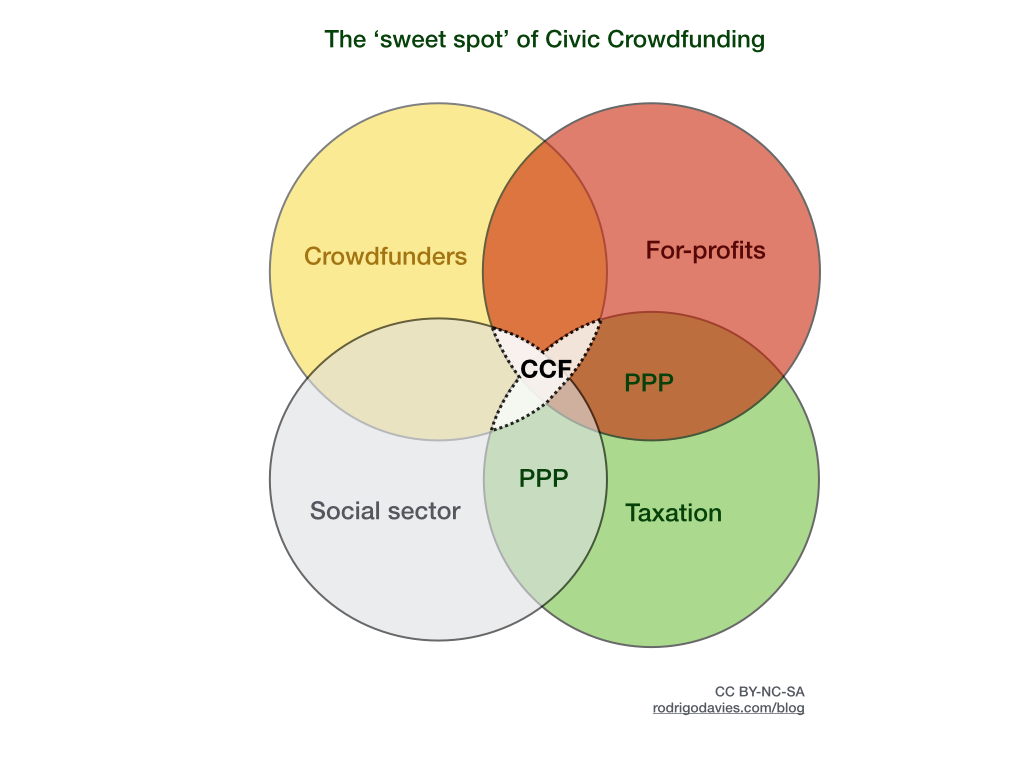 The ‘sweet spot’ of Civic Crowdfunding
Crowdfunders
For-profits
CCF
PPP
PPP
Social sector
Taxation
CC BY-NC-SA
rodrigodavies.com/blog